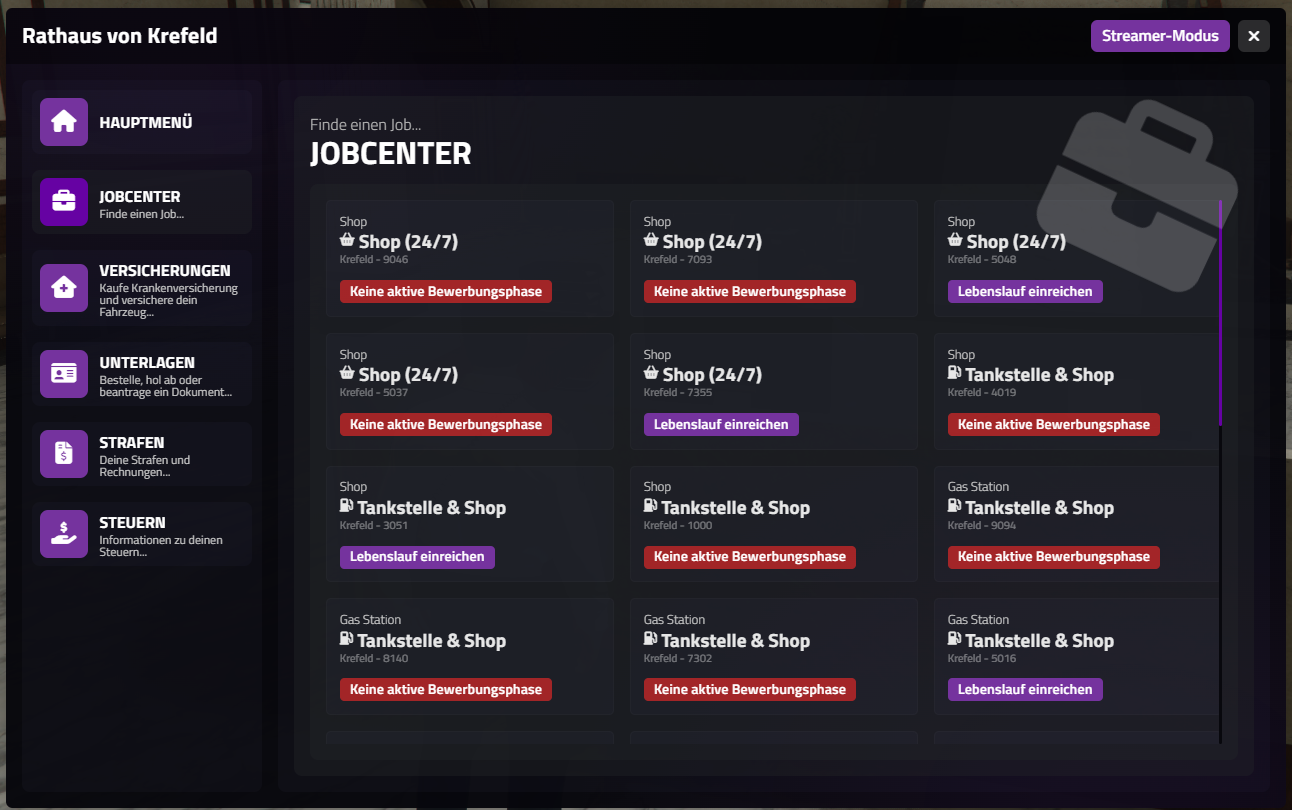 Rathaus von Krefeld
Streamer-Modus
HAUPTMENÜ
JOBCENTER
Finde einen Job...
VERSICHERUNGEN
Kaufe Krankenversicherung
und versichere dein
Fahrzeug...
UNTERLAGEN
Bestelle, hol ab oder
beantrage ein Dokument...
STRAFEN
Deine Strafen und
Rechnungen...
STEUERN
Informationen zu deinen
Steuern...
Finde einen Job...
JOBCENTER
Shop
Shop (24/7)
Krefeld - 9046
Keine aktive Bewerbungsphase
Shop
Shop (24/7)
Krefeld - 7093
Keine aktive Bewerbungsphase
Shop
Shop (24/7)
Krefeld - 5048
Lebenslauf einreichen
Shop
Shop (24/7)
Krefeld - 5037
Keine aktive Bewerbungsphase
Shop
Shop (24/7)
Krefeld - 7355
Lebenslauf einreichen
Shop
Tankstelle & Shop
Krefeld - 4019
Keine aktive Bewerbungsphase
Shop
Tankstelle & Shop
Krefeld - 3051
Lebenslauf einreichen
Shop
Tankstelle & Shop
Krefeld - 1000
Keine aktive Bewerbungsphase
Gas Station
Tankstelle & Shop
Krefeld - 9094
Keine aktive Bewerbungsphase
Gas Station
Tankstelle & Shop
Krefeld - 8140
Keine aktive Bewerbungsphase
Gas Station
Tankstelle & Shop
Krefeld - 7302
Keine aktive Bewerbungsphase
Gas Station
Tankstelle & Shop
Krefeld - 5016
Lebenslauf einreichen